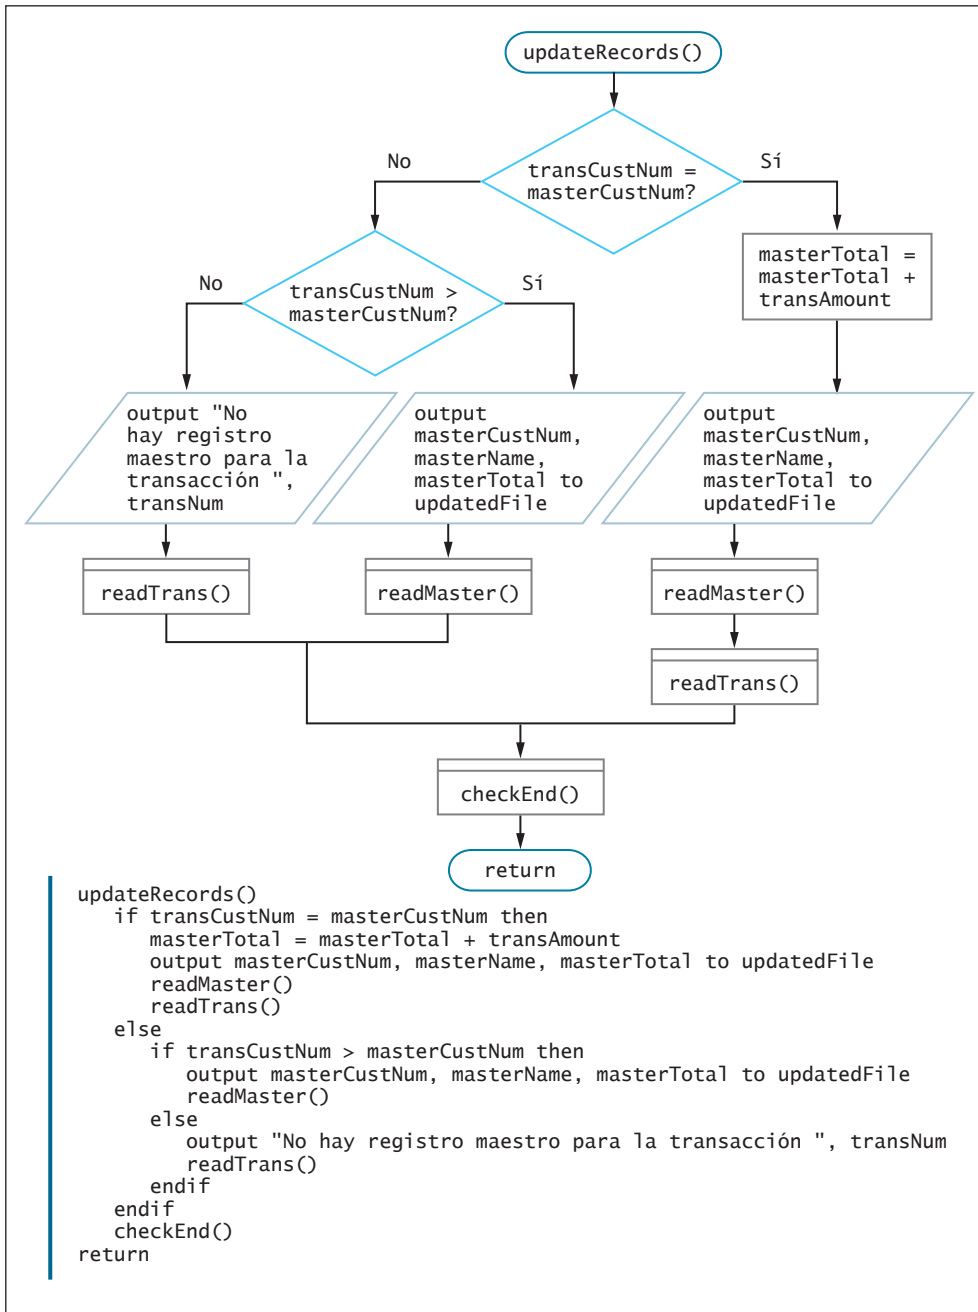 updateRecords()
transCustNum =
masterCustNum?
No
Sí
transCustNum >
masterCustNum?
No
Sí
masterTotal =
masterTotal +
transAmount
output "No
hay registro
maestro para la
transacción ",
transNum
output
masterCustNum,
masterName,
masterTotal to
updatedFile
output
masterCustNum,
masterName,
masterTotal to
updatedFile
readTrans()
readMaster()
readMaster()
readTrans()
checkEnd()
return
updateRecords()
   if transCustNum = masterCustNum then
      masterTotal = masterTotal + transAmount
      output masterCustNum, masterName, masterTotal to updatedFile
      readMaster()
      readTrans()
   else
      if transCustNum > masterCustNum then
         output masterCustNum, masterName, masterTotal to updatedFile
         readMaster()
      else
         output "No hay registro maestro para la transacción ", transNum
         readTrans()
      endif
   endif
   checkEnd()
return